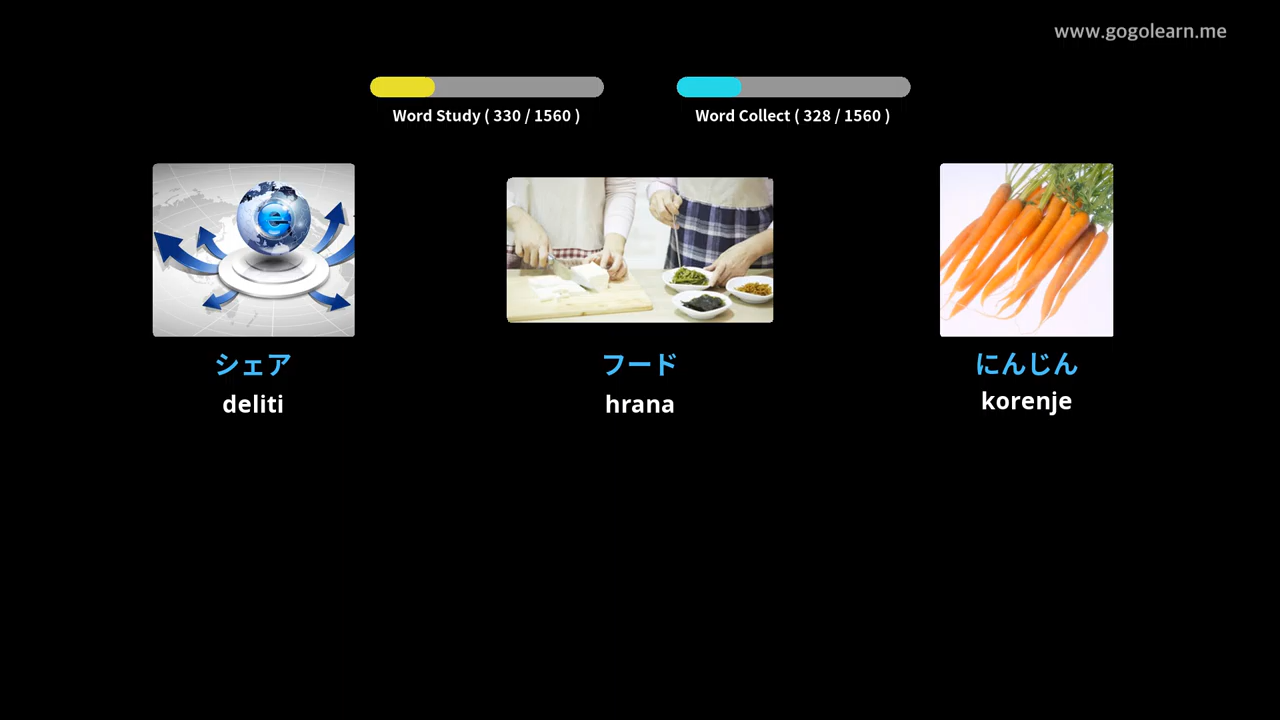 www.gogolearn.me
Word Study ( 330 / 1560 )
Word Collect ( 328 / 1560 )
e
シェア
deliti
フード
hrana
にんじん
korenje